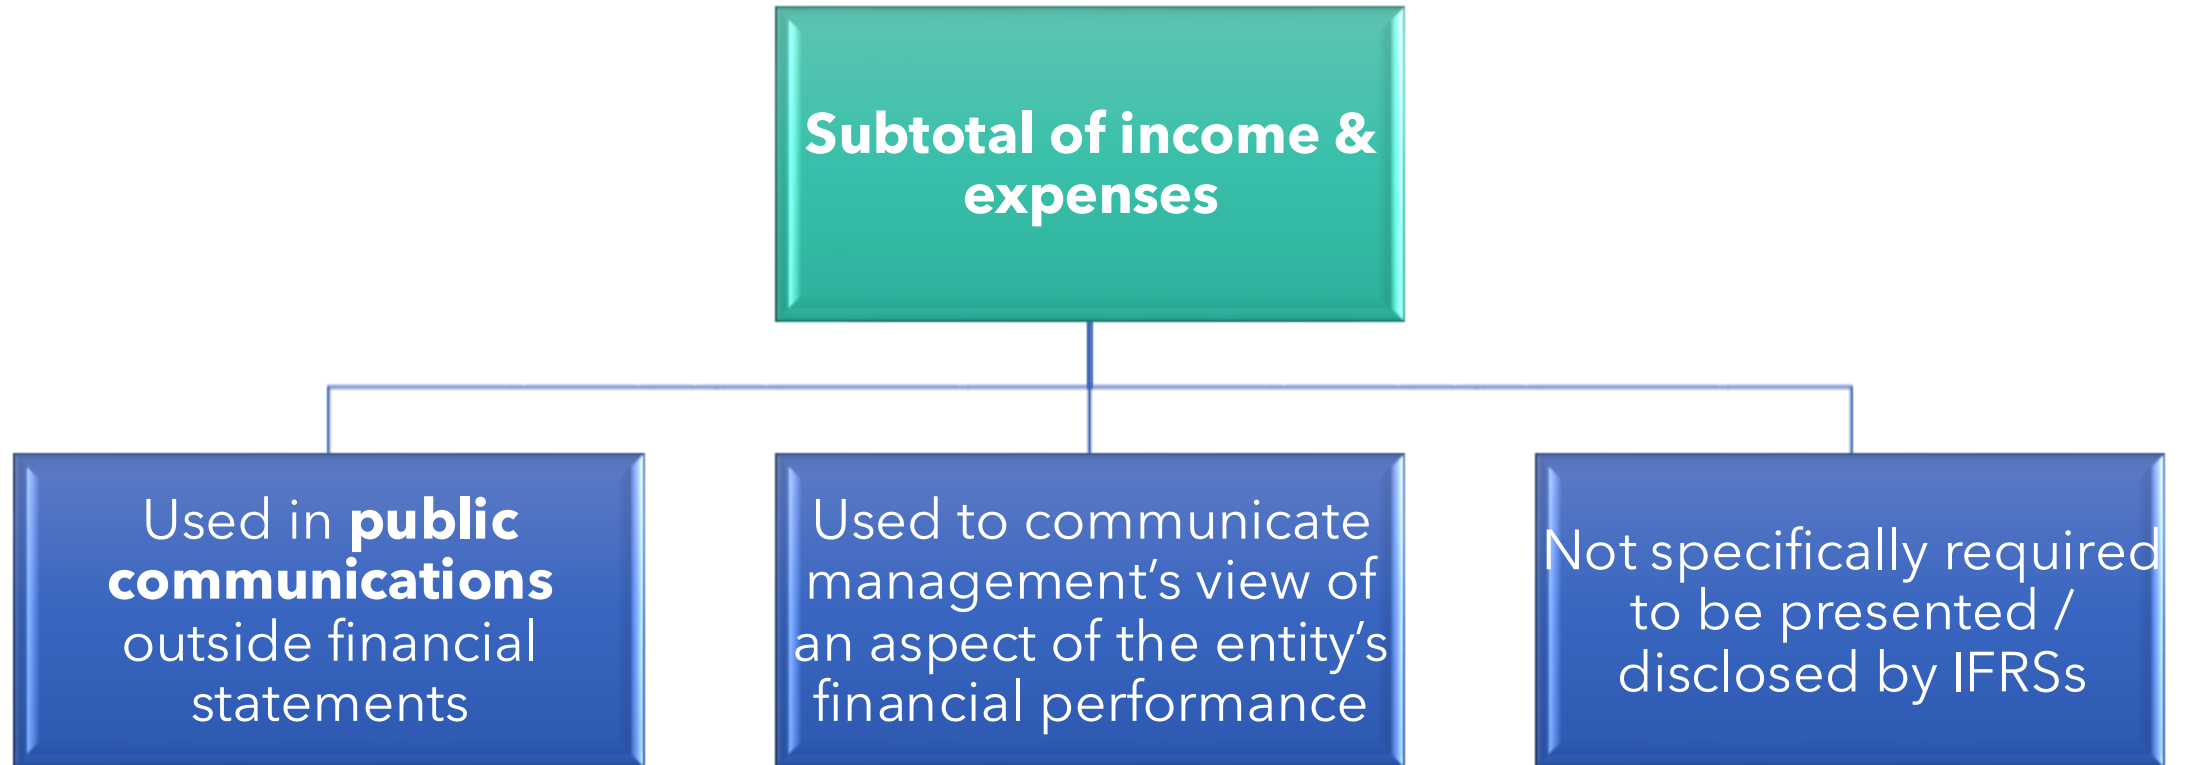 Subtotal of income &
expenses
Used in public
communications
outside financial
statements
Used to communicate
management’s view of
an aspect of the entity’s
financial performance
Not specifically required
to be presented /
disclosed by IFRSs